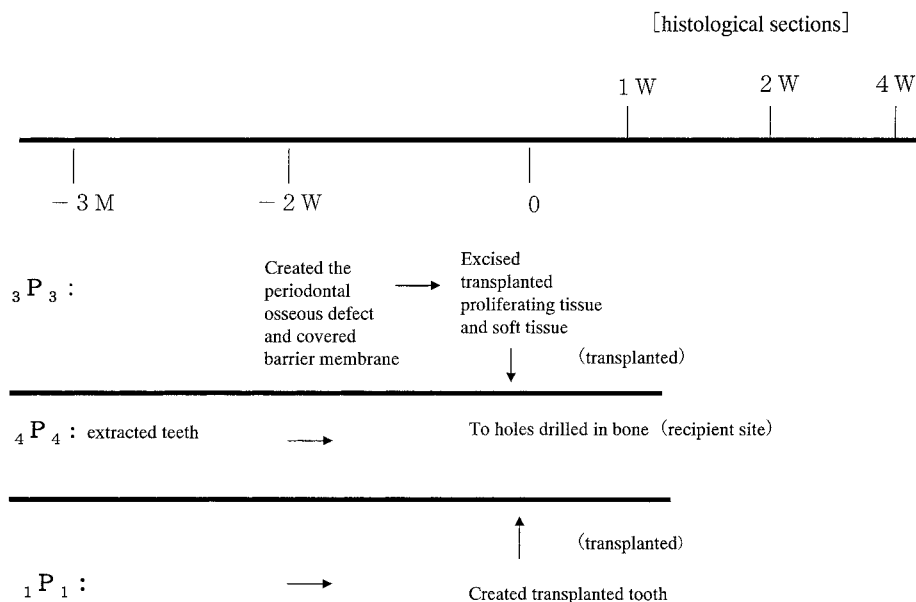 [histological sections]
1 W 2 W 4 W
− 3 M − 2 W 0
₃P₃ :
Created the
periodontal
osseous defect
and covered
barrier membrane
Excised
transplanted
proliferating tissue
and soft tissue
(transplanted)
₄P₄ : extracted teeth
To holes drilled in bone (recipient site)
(transplanted)
₁P₁ :
Created transplanted tooth